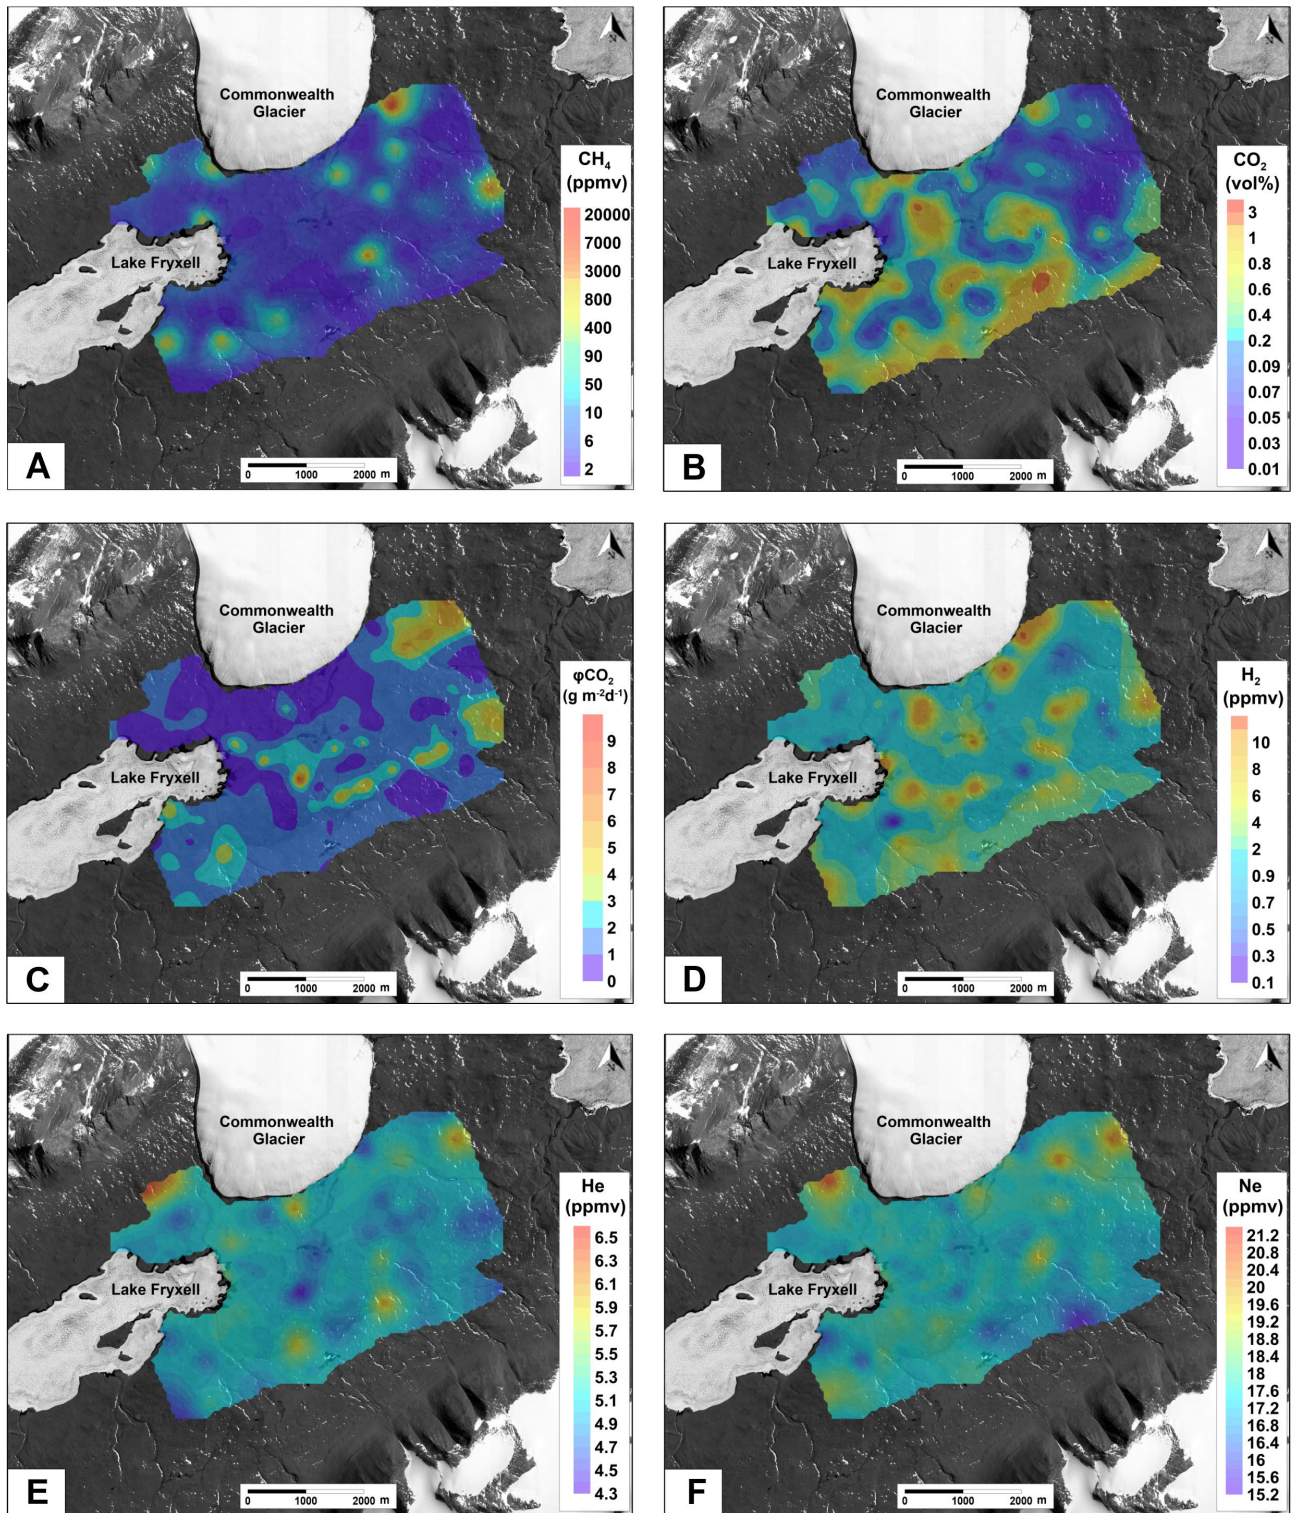 Commonwealth
Glacier
Lake Fryxell
CH4
(ppmv)
20000
7000
3000
800
400
90
50
10
6
2
0 1000 2000 m
A
Commonwealth
Glacier
Lake Fryxell
CO2
(vol%)
3
1
0.8
0.6
0.4
0.2
0.09
0.07
0.05
0.03
0.01
0 1000 2000 m
B
Commonwealth
Glacier
Lake Fryxell
φCO2
(g m-2d-1)
9
8
7
6
5
4
3
2
1
0
0 1000 2000 m
C
Commonwealth
Glacier
Lake Fryxell
H2
(ppmv)
10
8
6
4
2
0.9
0.7
0.5
0.3
0.1
0 1000 2000 m
D
Commonwealth
Glacier
Lake Fryxell
He
(ppmv)
6.5
6.3
6.1
5.9
5.7
5.5
5.3
5.1
4.9
4.7
4.5
4.3
0 1000 2000 m
E
Commonwealth
Glacier
Lake Fryxell
Ne
(ppmv)
21.2
20.8
20.4
20
19.6
19.2
18.8
18.4
18
17.6
17.2
16.8
16.4
16
15.6
15.2
0 1000 2000 m
F